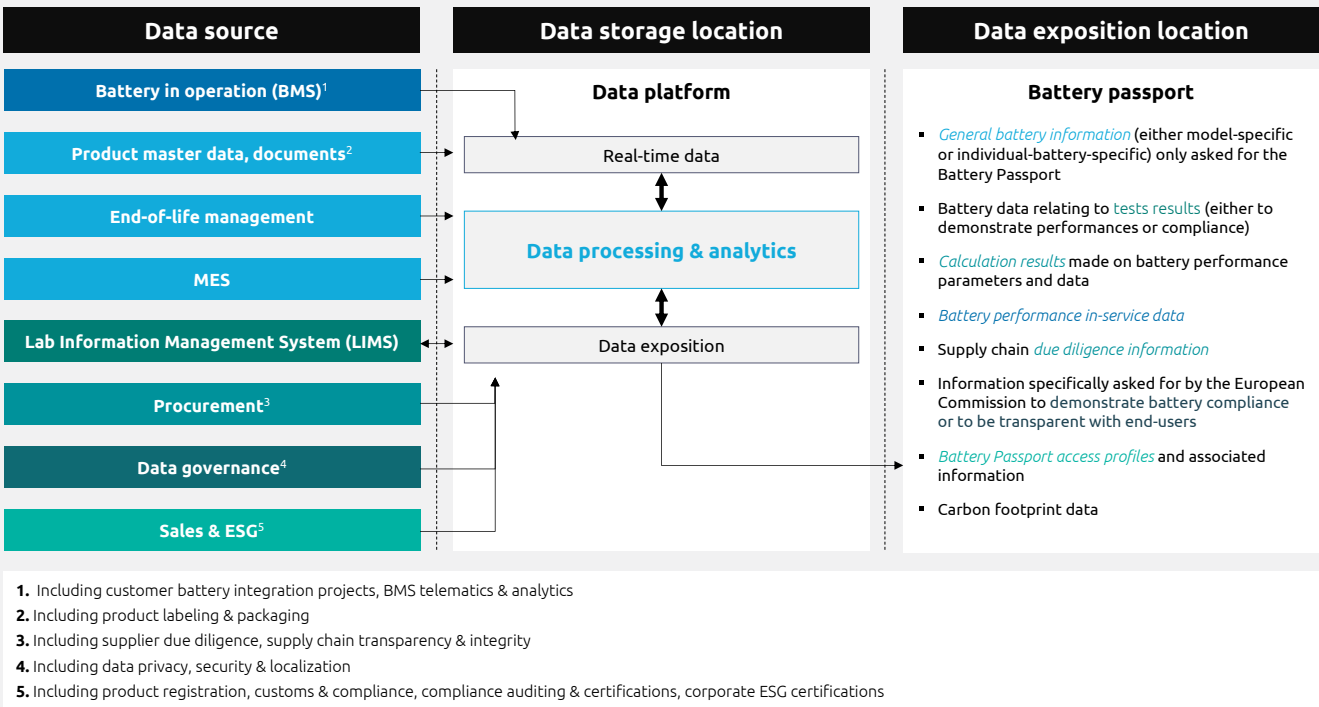 Data source
Data storage location
Data exposition location
Battery in operation (BMS)¹
Product master data, documents²
End-of-life management
MES
Lab Information Management System (LIMS)
Procurement³
Data governance⁴
Sales & ESG⁵
Data platform
Real-time data
Data processing & analytics
Data exposition
Battery passport
▪ General battery information (either model-specific
or individual-battery-specific) only asked for the
Battery Passport
▪ Battery data relating to tests results (either to
demonstrate performances or compliance)
▪ Calculation results made on battery performance
parameters and data
▪ Battery performance in-service data
▪ Supply chain due diligence information
▪ Information specifically asked for by the European
Commission to demonstrate battery compliance
or to be transparent with end-users
▪ Battery Passport access profiles and associated
information
▪ Carbon footprint data
1. Including customer battery integration projects, BMS telematics & analytics
2. Including product labeling & packaging
3. Including supplier due diligence, supply chain transparency & integrity
4. Including data privacy, security & localization
5. Including product registration, customs & compliance, compliance auditing & certifications, corporate ESG certifications